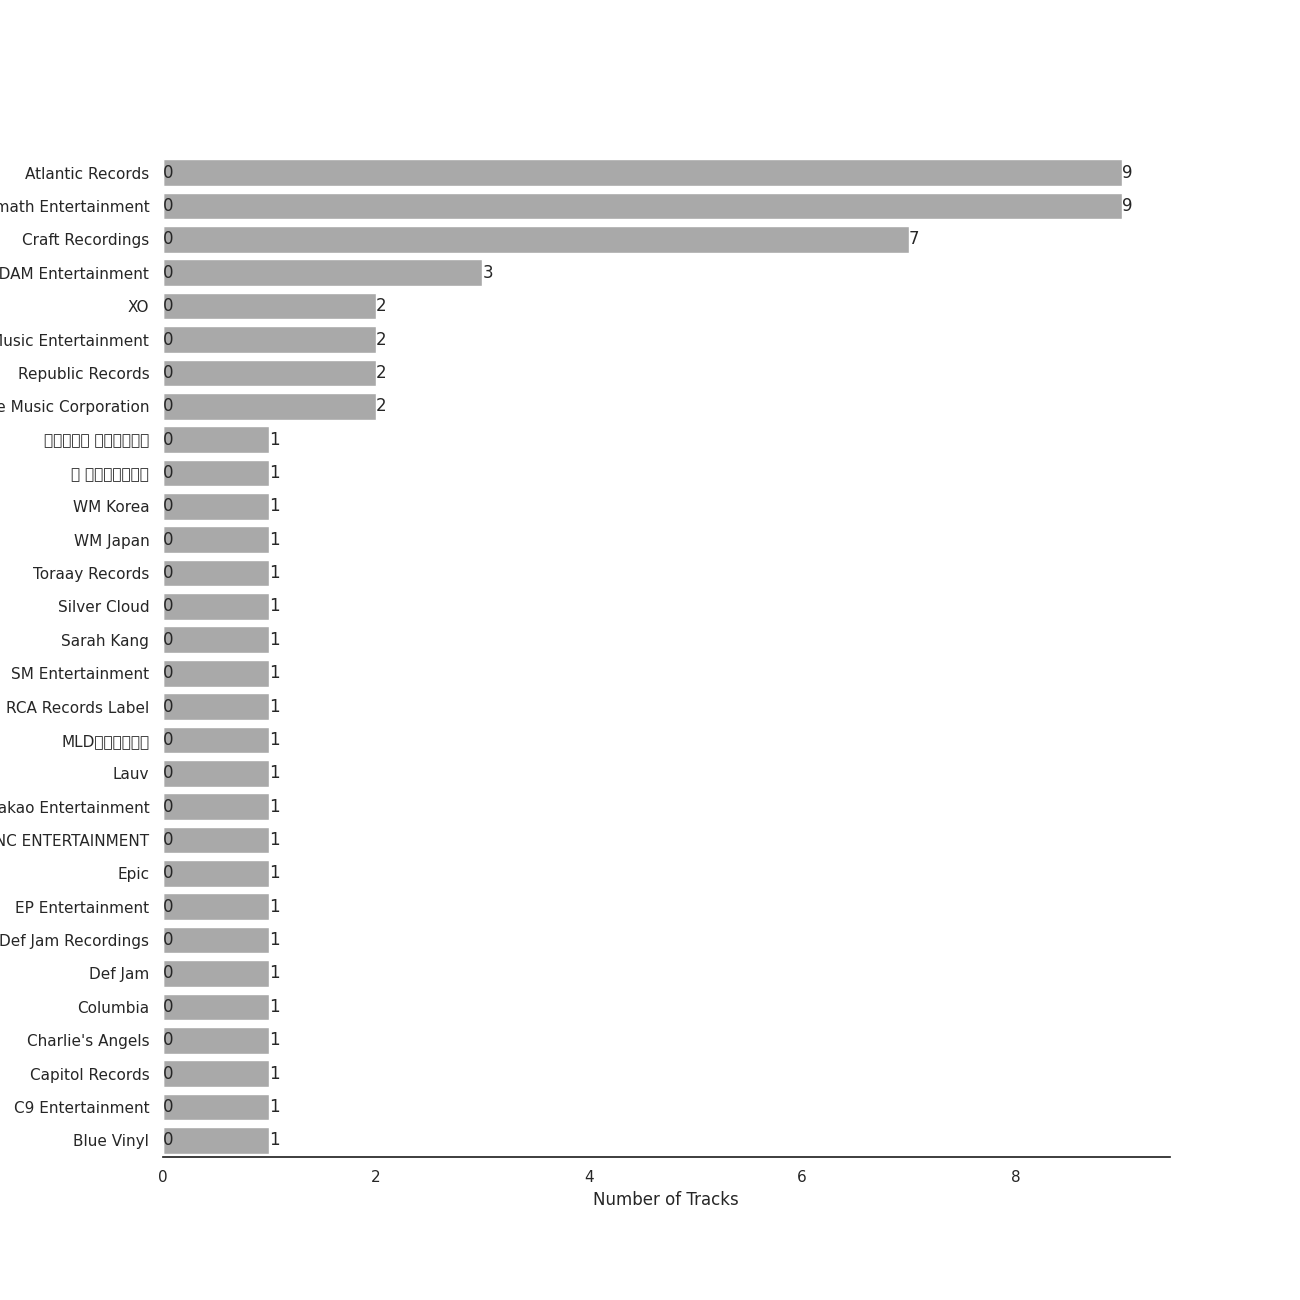 Atlantic Records 0 9
math Entertainment 0 9
Craft Recordings 0 7
DAM Entertainment 0 3
XO 0 2
Music Entertainment 0 2
Republic Records 0 2
e Music Corporation 0 2
0 1
0 1
WM Korea 0 1
WM Japan 0 1
Toraay Records 0 1
Silver Cloud 0 1
Sarah Kang 0 1
SM Entertainment 0 1
RCA Records Label 0 1
MLD 0 1
Lauv 0 1
akao Entertainment 0 1
NC ENTERTAINMENT 0 1
Epic 0 1
EP Entertainment 0 1
Def Jam Recordings 0 1
Def Jam 0 1
Columbia 0 1
Charlie's Angels 0 1
Capitol Records 0 1
C9 Entertainment 0 1
Blue Vinyl 0 1
0 2 4 6 8
Number of Tracks